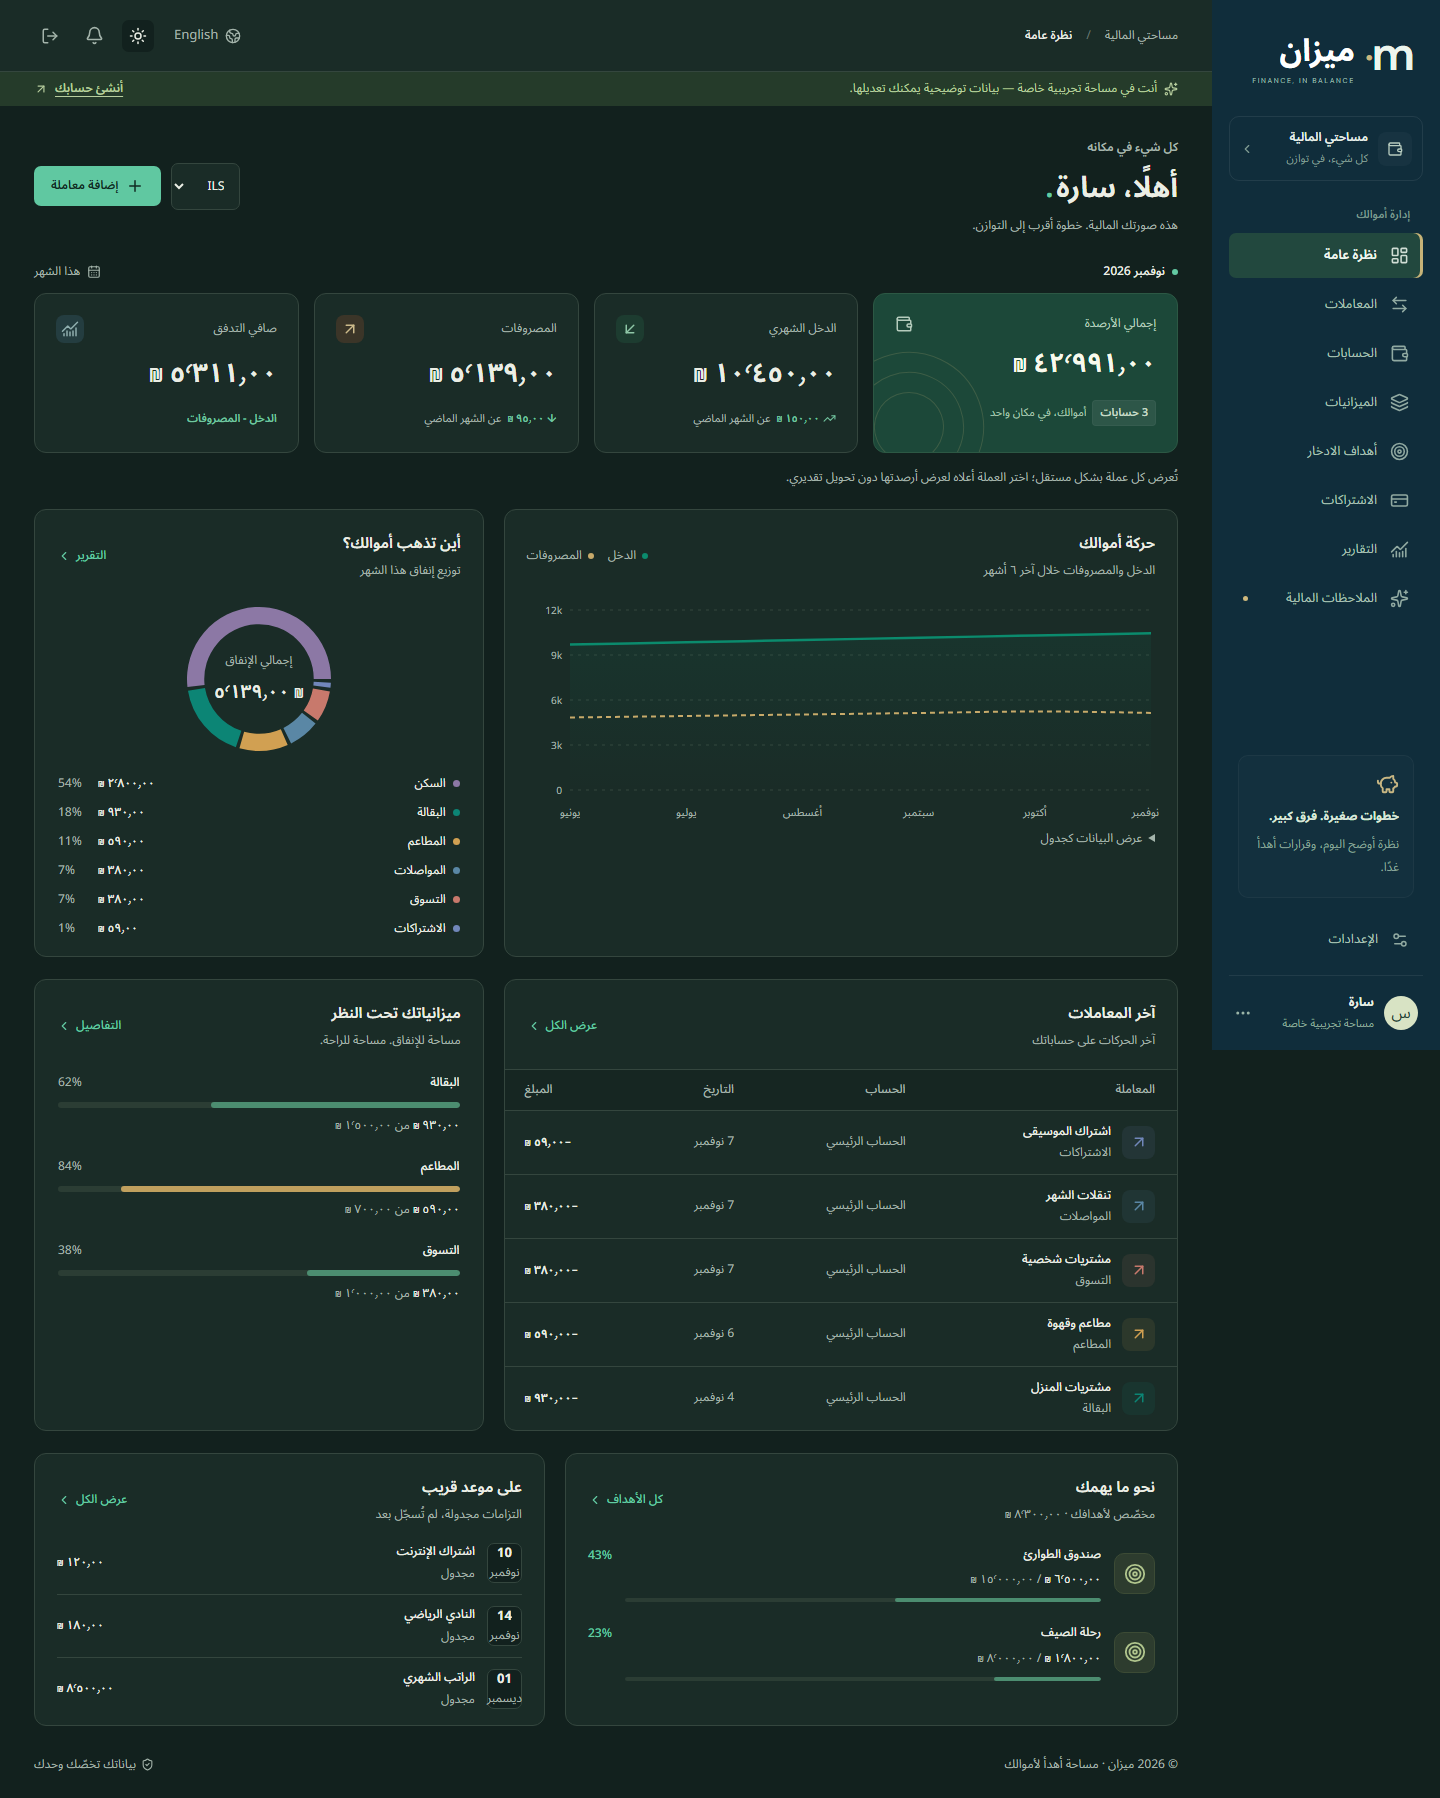 m.
ميزان
FINANCE, IN BALANCE
مساحتي المالية
كل شيء، في توازن
إدارة أموالك
نظرة عامة
المعاملات
الحسابات
الميزانيات
أهداف الادخار
الاشتراكات
التقارير
الملاحظات المالية
خطوات صغيرة. فرق كبير.
نظرة أوضح اليوم، وقرارات أهدأ
غدًا.
الإعدادات
س
سارة
مساحة تجريبية خاصة
مساحتي المالية / نظرة عامة
English
أنت في مساحة تجريبية خاصة — بيانات توضيحية يمكنك تعديلها.
أنشئ حسابك
كل شيء في مكانه
أهلًا، سارة.
هذه صورتك المالية. خطوة أقرب إلى التوازن.
ILS
إضافة معاملة
نوفمبر 2026
هذا الشهر
إجمالي الأرصدة
٤٢٬٩٩١٫٠٠ ₪
3 حسابات أموالك، في مكان واحد
الدخل الشهري
١٠٬٤٥٠٫٠٠ ₪
١٥٠٫٠٠ ₪ عن الشهر الماضي
المصروفات
٥٬١٣٩٫٠٠ ₪
٩٥٫٠٠ ₪ عن الشهر الماضي
صافي التدفق
٥٬٣١١٫٠٠ ₪
الدخل - المصروفات
تُعرض كل عملة بشكل مستقل؛ اختر العملة أعلاه لعرض أرصدتها دون تحويل تقديري.
حركة أموالك
الدخل والمصروفات خلال آخر ٦ أشهر
الدخل
المصروفات
12k
9k
6k
3k
0
نوفمبر
أكتوبر
سبتمبر
أغسطس
يوليو
يونيو
عرض البيانات كجدول
أين تذهب أموالك؟
توزيع إنفاق هذا الشهر
التقرير
إجمالي الإنفاق
٥٬١٣٩٫٠٠ ₪
السكن ٢٬٨٠٠٫٠٠ ₪ 54%
البقالة ٩٣٠٫٠٠ ₪ 18%
المطاعم ٥٩٠٫٠٠ ₪ 11%
المواصلات ٣٨٠٫٠٠ ₪ 7%
التسوق ٣٨٠٫٠٠ ₪ 7%
الاشتراكات ٥٩٫٠٠ ₪ 1%
آخر المعاملات
آخر الحركات على حساباتك
عرض الكل
المعاملة الحساب التاريخ المبلغ
اشتراك الموسيقى
الاشتراكات
الحساب الرئيسي 7 نوفمبر −٥٩٫٠٠ ₪
تنقلات الشهر
المواصلات
الحساب الرئيسي 7 نوفمبر −٣٨٠٫٠٠ ₪
مشتريات شخصية
التسوق
الحساب الرئيسي 7 نوفمبر −٣٨٠٫٠٠ ₪
مطاعم وقهوة
المطاعم
الحساب الرئيسي 6 نوفمبر −٥٩٠٫٠٠ ₪
مشتريات المنزل
البقالة
الحساب الرئيسي 4 نوفمبر −٩٣٠٫٠٠ ₪
ميزانياتك تحت النظر
مساحة للإنفاق. مساحة للراحة.
التفاصيل
البقالة 62%
٩٣٠٫٠٠ ₪ من ١٬٥٠٠٫٠٠ ₪
المطاعم 84%
٥٩٠٫٠٠ ₪ من ٧٠٠٫٠٠ ₪
التسوق 38%
٣٨٠٫٠٠ ₪ من ١٬٠٠٠٫٠٠ ₪
نحو ما يهمك
مخصّص لأهدافك · ٨٬٣٠٠٫٠٠ ₪
كل الأهداف
صندوق الطوارئ 43%
٦٬٥٠٠٫٠٠ ₪ / ١٥٬٠٠٠٫٠٠ ₪
رحلة الصيف 23%
١٬٨٠٠٫٠٠ ₪ / ٨٬٠٠٠٫٠٠ ₪
على موعد قريب
التزامات مجدولة، لم تُسجّل بعد
عرض الكل
10
نوفمبر
اشتراك الإنترنت
مجدول
١٢٠٫٠٠ ₪
14
نوفمبر
النادي الرياضي
مجدول
١٨٠٫٠٠ ₪
01
ديسمبر
الراتب الشهري
مجدول
٨٬٥٠٠٫٠٠ ₪
© 2026 ميزان · مساحة أهدأ لأموالك
بياناتك تخصّك وحدك